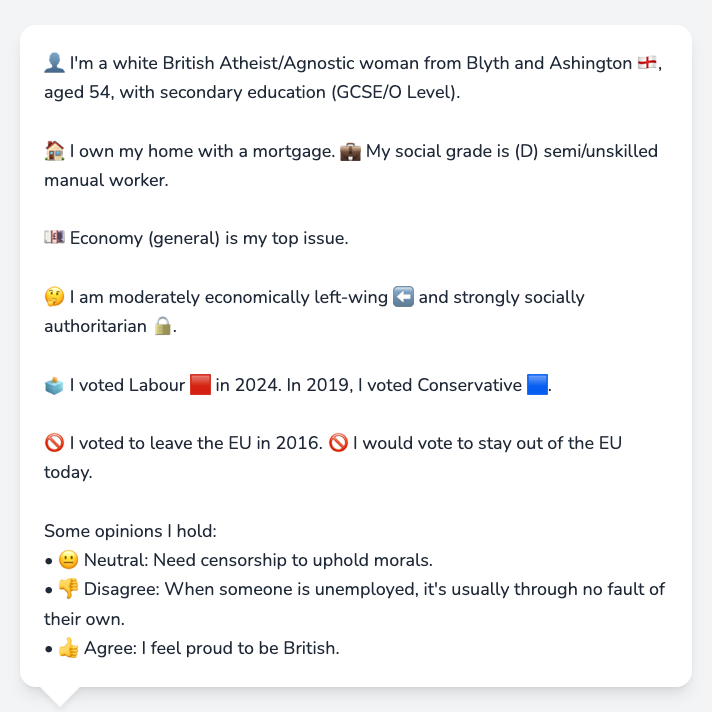 👤 I'm a white British Atheist/Agnostic woman from Blyth and Ashington 🏴󠁧󠁢󠁥󠁮󠁧󠁿,
aged 54, with secondary education (GCSE/O Level).
🏠 I own my home with a mortgage. 💼 My social grade is (D) semi/unskilled
manual worker.
💷 Economy (general) is my top issue.
🤔 I am moderately economically left-wing ⬅️ and strongly socially
authoritarian 🔒.
🗳️ I voted Labour 🟥 in 2024. In 2019, I voted Conservative 🟦.
🚫 I voted to leave the EU in 2016. 🚫 I would vote to stay out of the EU
today.
Some opinions I hold:
• 😐 Neutral: Need censorship to uphold morals.
• 👎 Disagree: When someone is unemployed, it's usually through no fault of
their own.
• 👍 Agree: I feel proud to be British.